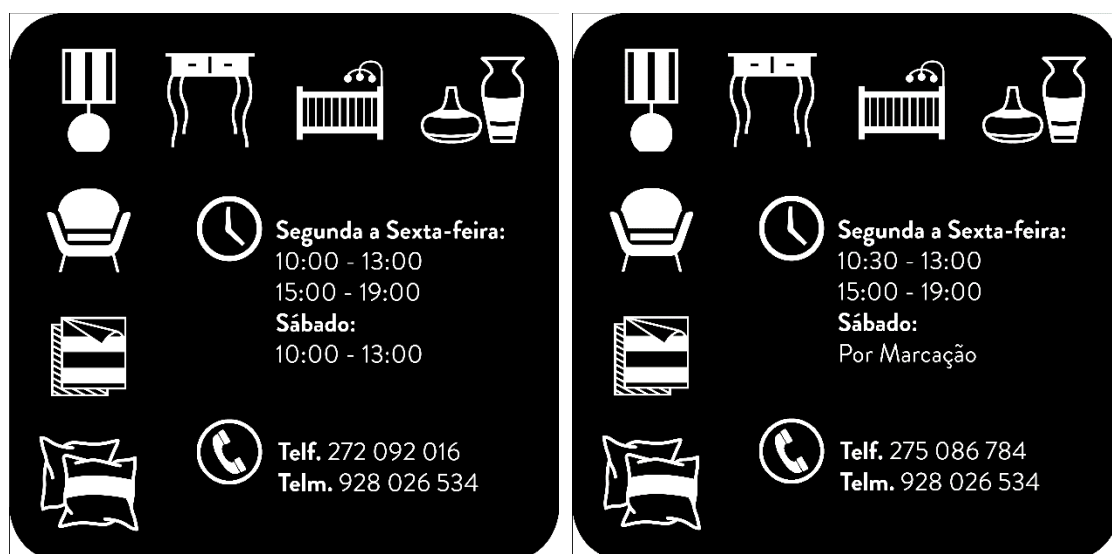 Segunda a Sexta-feira:
10:00 - 13:00
15:00 - 19:00
Sábado:
10:00 - 13:00
Telf. 272 092 016
Telm. 928 026 534
Segunda a Sexta-feira:
10:30 - 13:00
15:00 - 19:00
Sábado:
Por Marcação
Telf. 275 086 784
Telm. 928 026 534